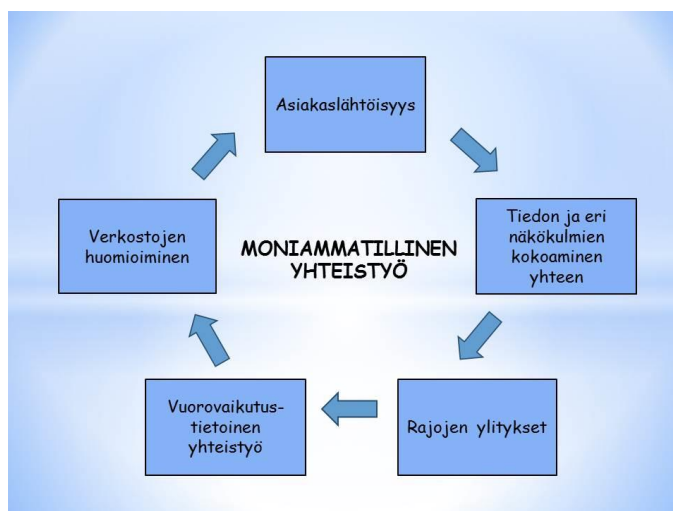 Asiakaslähtöisyys
Tiedon ja eri
näkökulmien
kokoaminen
yhteen
Rajojen ylitykset
Vuorovaikutus-
tietoinen
yhteistyö
Verkostojen
huomioiminen
MONIAMMATILLINEN
YHTEISTYÖ